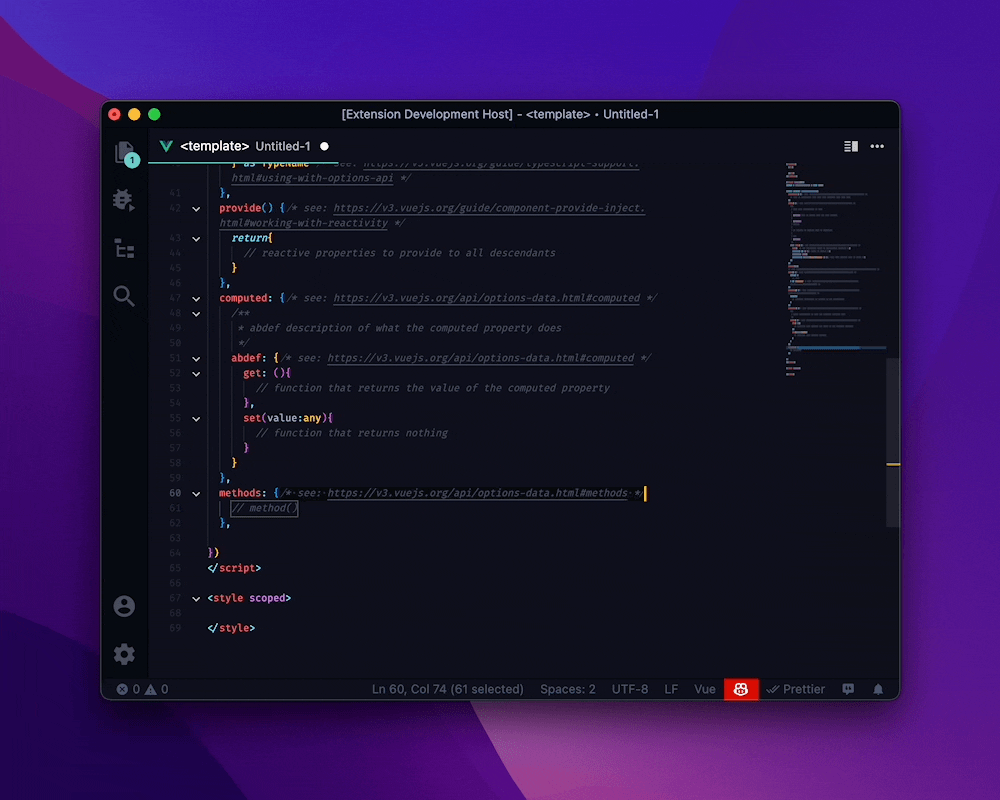 [Extension Development Host] - <template> • Untitled-1
1
<template> Untitled-1
] as TypeName /* see: https://v3.vuejs.org/guide/typescript-support.
html#using-with-options-api */
41 },
42 provide() {/* see: https://v3.vuejs.org/guide/component-provide-inject.
html#working-with-reactivity */
43 return{
44 // reactive properties to provide to all descendants
45 }
46 },
47 computed: {/* see: https://v3.vuejs.org/api/options-data.html#computed */
48 /**
49 * abdef description of what the computed property does
50 */
51 abdef: {/* see: https://v3.vuejs.org/api/options-data.html#computed */
52 get: (){
53 // function that returns the value of the computed property
54 },
55 set(value:any){
56 // function that returns nothing
57 }
58 }
59 },
60 methods: {/* see: https://v3.vuejs.org/api/options-data.html#methods */
61 // method()
62 },
63
64 })
65 </script>
66
67 <style scoped>
68
69 </style>
0 0 Ln 60, Col 74 (61 selected) Spaces: 2 UTF-8 LF Vue Prettier